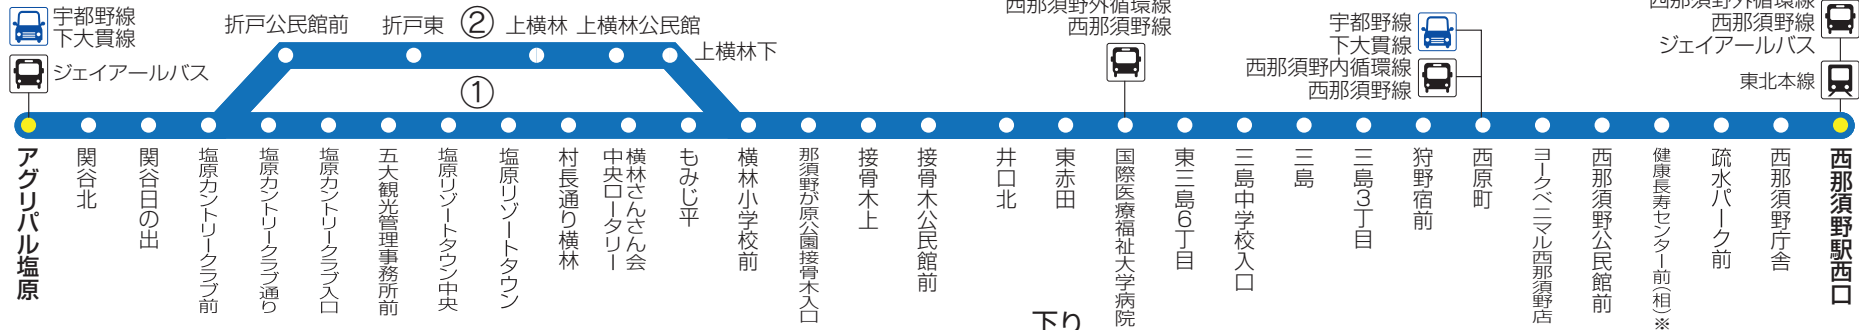 宇都野線
下大貫線
ジェイアールバス
折戸公民館前
折戸東
②
上横林
上横林公民館
上横林下
①
西那須野外循環線
西那須野線
宇都野線
下大貫線
西那須野内循環線
西那須野線
西那須野外循環線
西那須野線
ジェイアールバス
東北本線
アグリパル塩原
関谷北
関谷日の出
塩原カントリークラブ前
塩原カントリークラブ通り
塩原カントリークラブ入口
五大観光管理事務所前
塩原リゾートタウン中央
塩原リゾートタウン
村長通り横林
横林さんさん会
中央ロータリー
もみじ平
横林小学校前
那須野が原公園接骨木入口
接骨木上
接骨木公民館前
井口北
東赤田
国際医療福祉大学病院
東三島6丁目
三島中学校入口
三島
三島3丁目
狩野宿前
西原町
ヨークベニマル西那須野店
西那須野公民館前
健康長寿センター前(相)※
疏水パーク前
西那須野庁舎
西那須野駅西口
下り